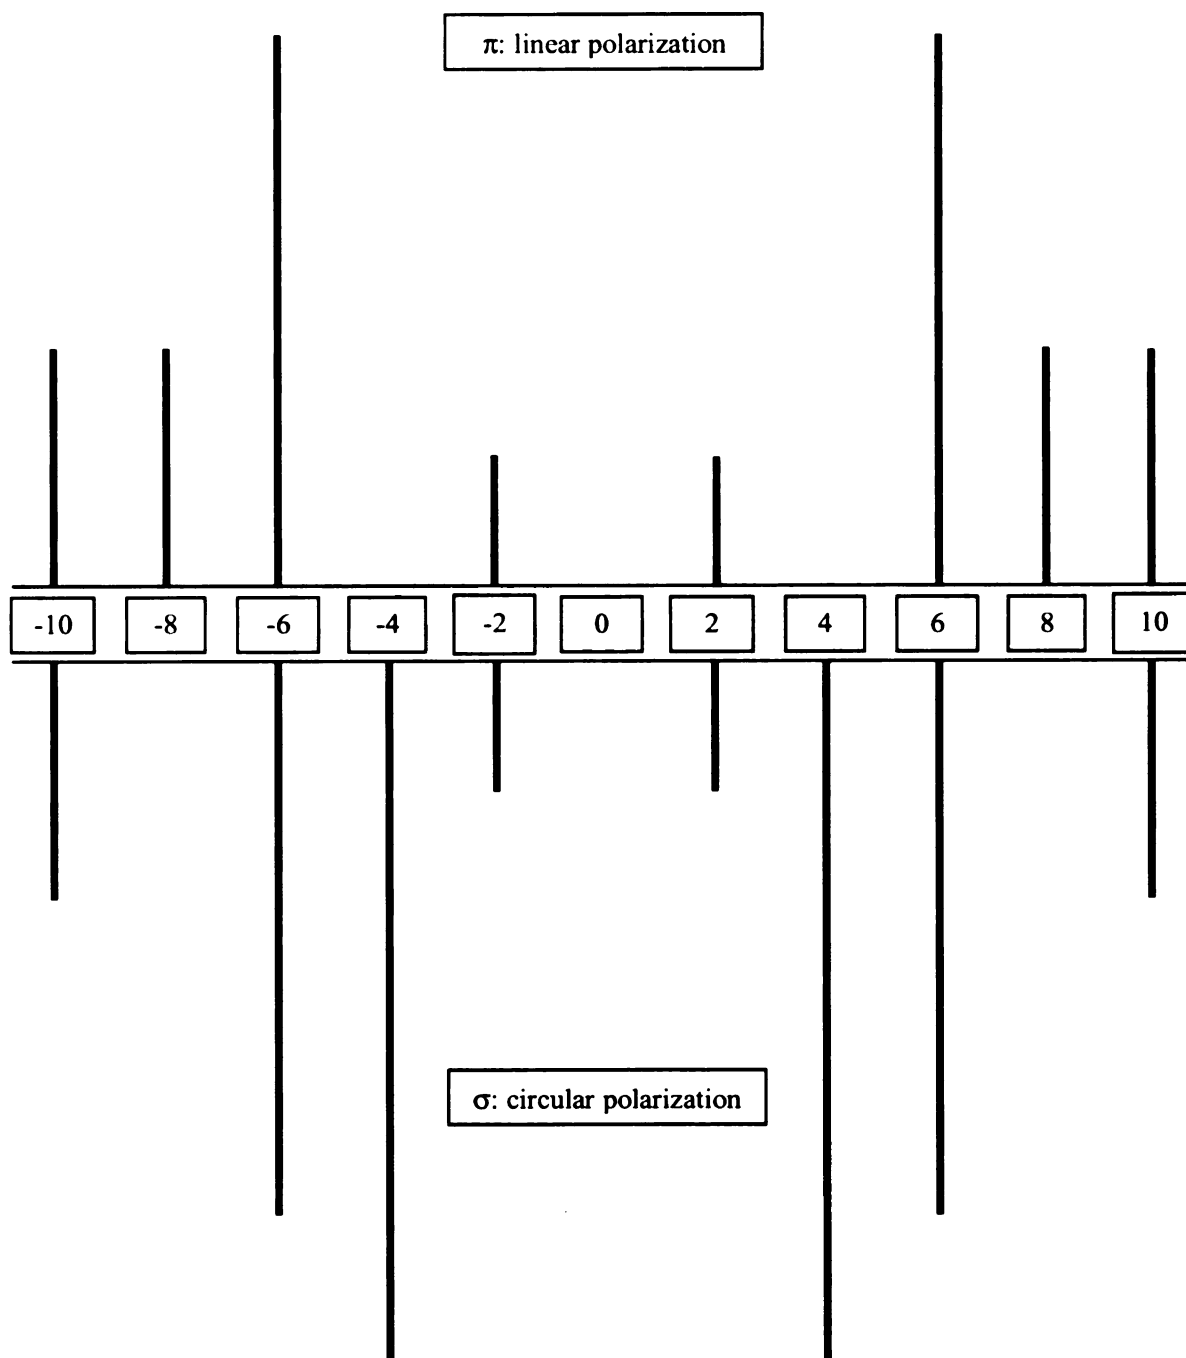 π: linear polarization
-10 -8 -6 -4 -2 0 2 4 6 8 10
σ: circular polarization